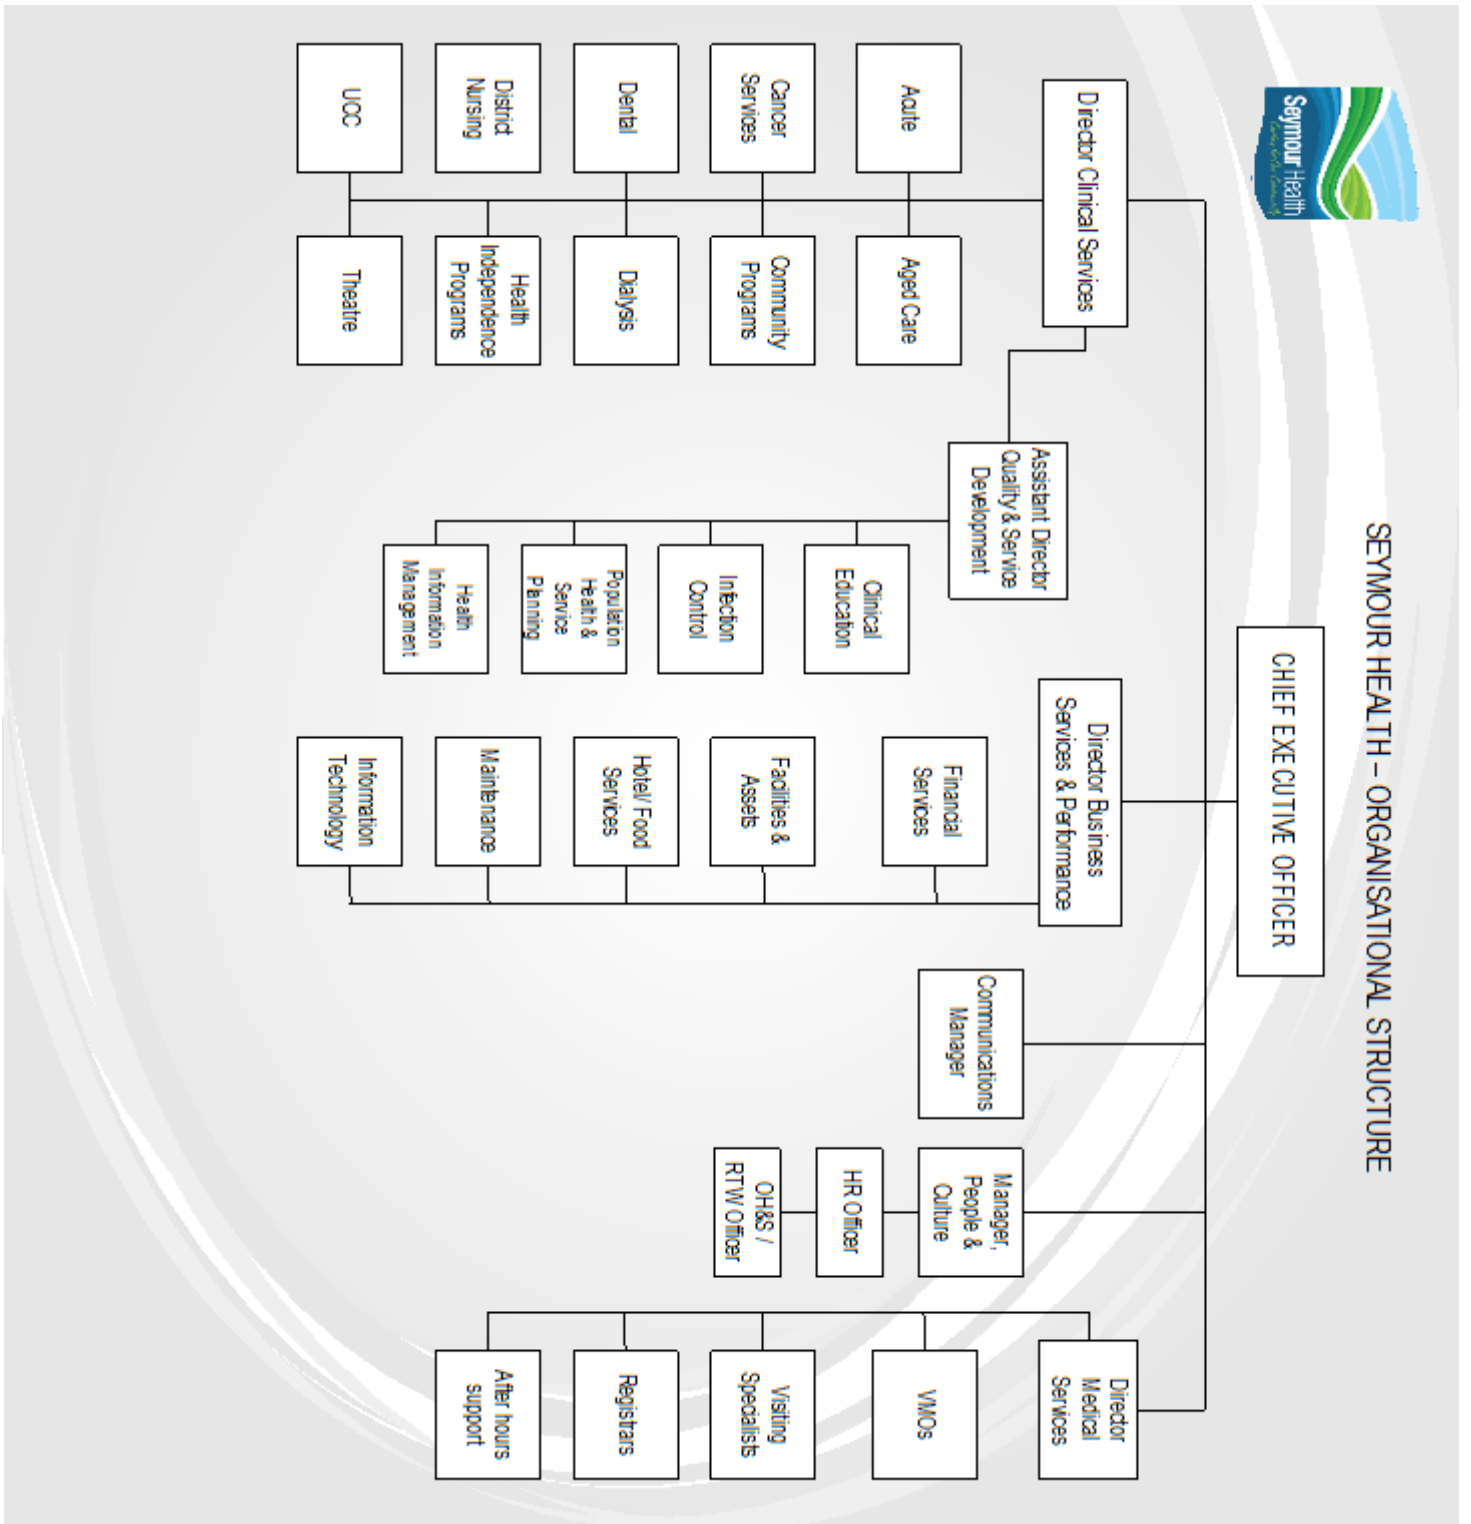 SEYMOUR HEALTH – ORGANISATIONAL STRUCTURE
Seymour Health
Caring for Our Community
CHIEF EXECUTIVE OFFICER
Director Clinical Services
Acute
Aged Care
Cancer
Services
Community
Programs
Dental
Dialysis
District
Nursing
Health
Independence
Programs
UCC
Theatre
Assistant Director
Quality & Service
Development
Clinical
Education
Infection
Control
Population
Health &
Service
Planning
Health
Information
Management
Director Business
Services & Performance
Financial
Services
Facilities &
Assets
Hotel/ Food
Services
Maintenance
Information
Technology
Communications
Manager
Manager,
People &
Culture
HR Officer
OH&S /
RTW Officer
Director
Medical
Services
VMOs
Visiting
Specialists
Registrars
After hours
support